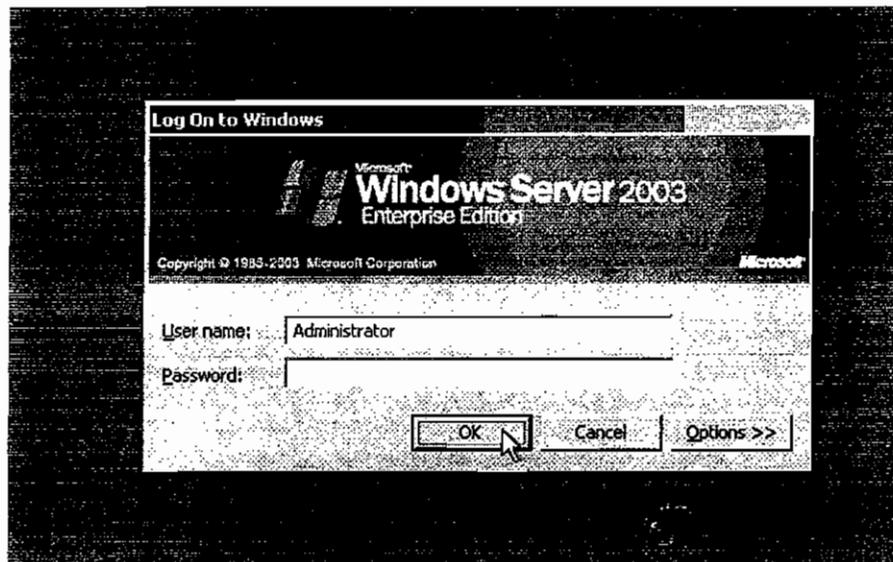 Log On to Windows
Microsoft
Windows Server 2003
Enterprise Edition
Copyright © 1985-2003 Microsoft Corporation
Microsoft
User name: Administrator
Password:
OK Cancel Options >>